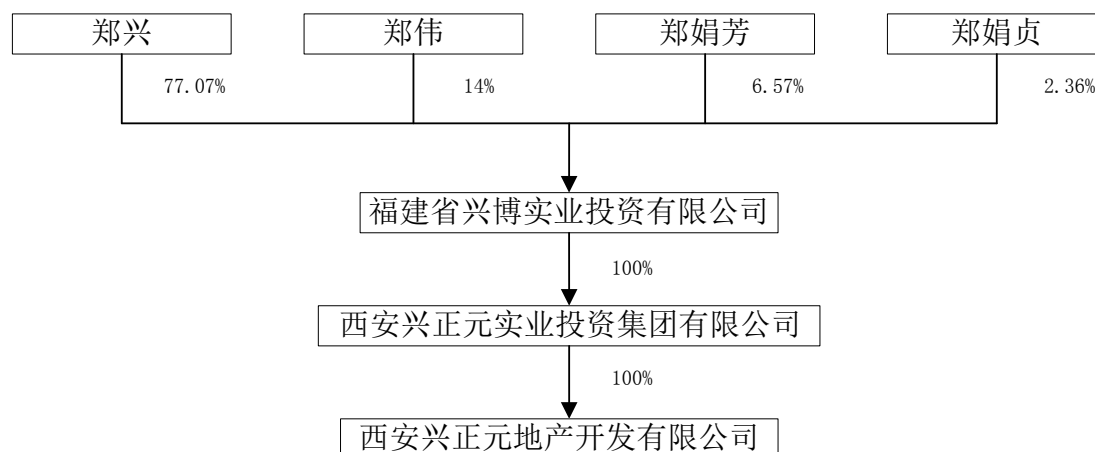 郑兴 郑伟 郑娟芳 郑娟贞
77.07% 14% 6.57% 2.36%
福建省兴博实业投资有限公司
100%
西安兴正元实业投资集团有限公司
100%
西安兴正元地产开发有限公司